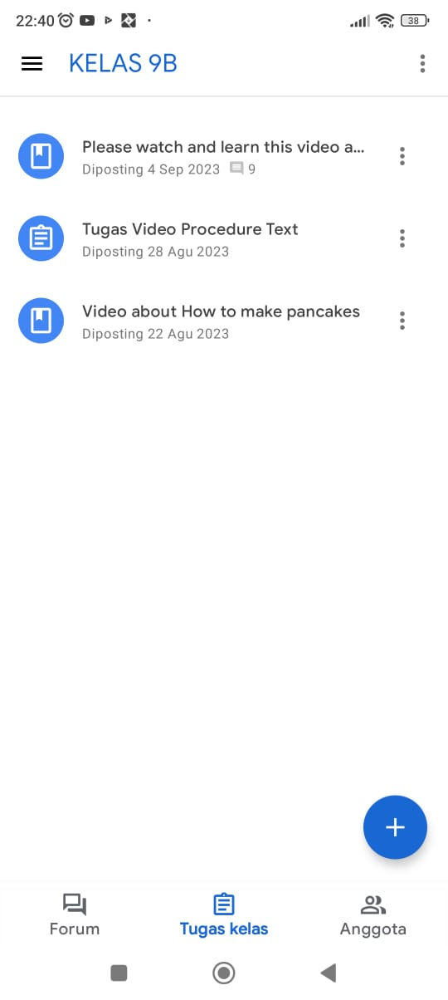 22:40
38
KELAS 9B
Please watch and learn this video a...
Diposting 4 Sep 2023 9
Tugas Video Procedure Text
Diposting 28 Agu 2023
Video about How to make pancakes
Diposting 22 Agu 2023
Forum
Tugas kelas
Anggota